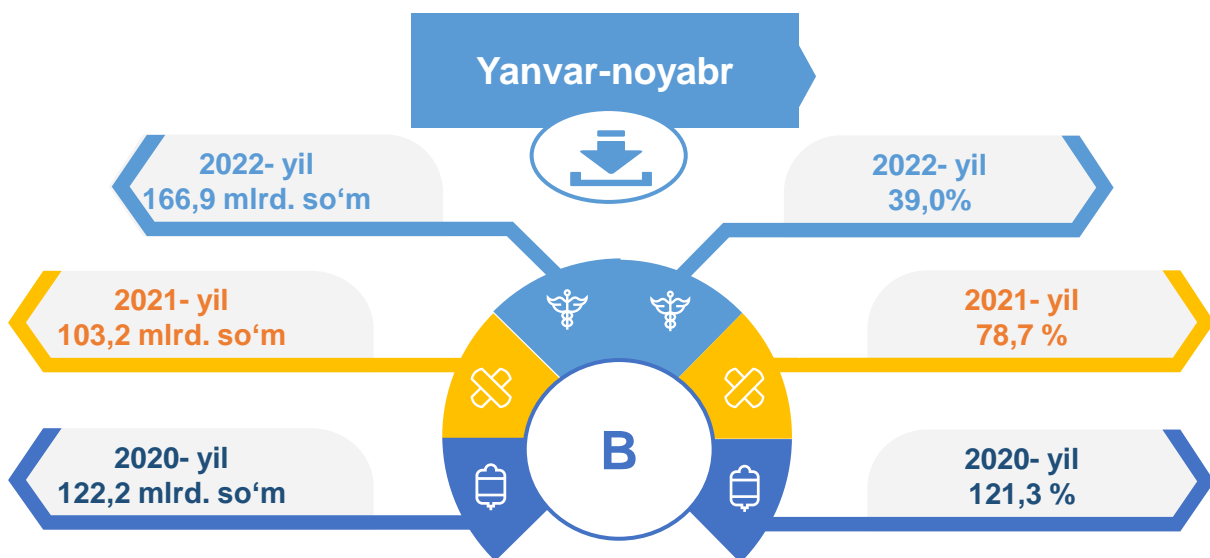 Yanvar-noyabr
2022- yil
166,9 mlrd. so‘m
2022- yil
39,0%
2021- yil
103,2 mlrd. so‘m
2021- yil
78,7 %
2020- yil
122,2 mlrd. so‘m
2020- yil
121,3 %
B